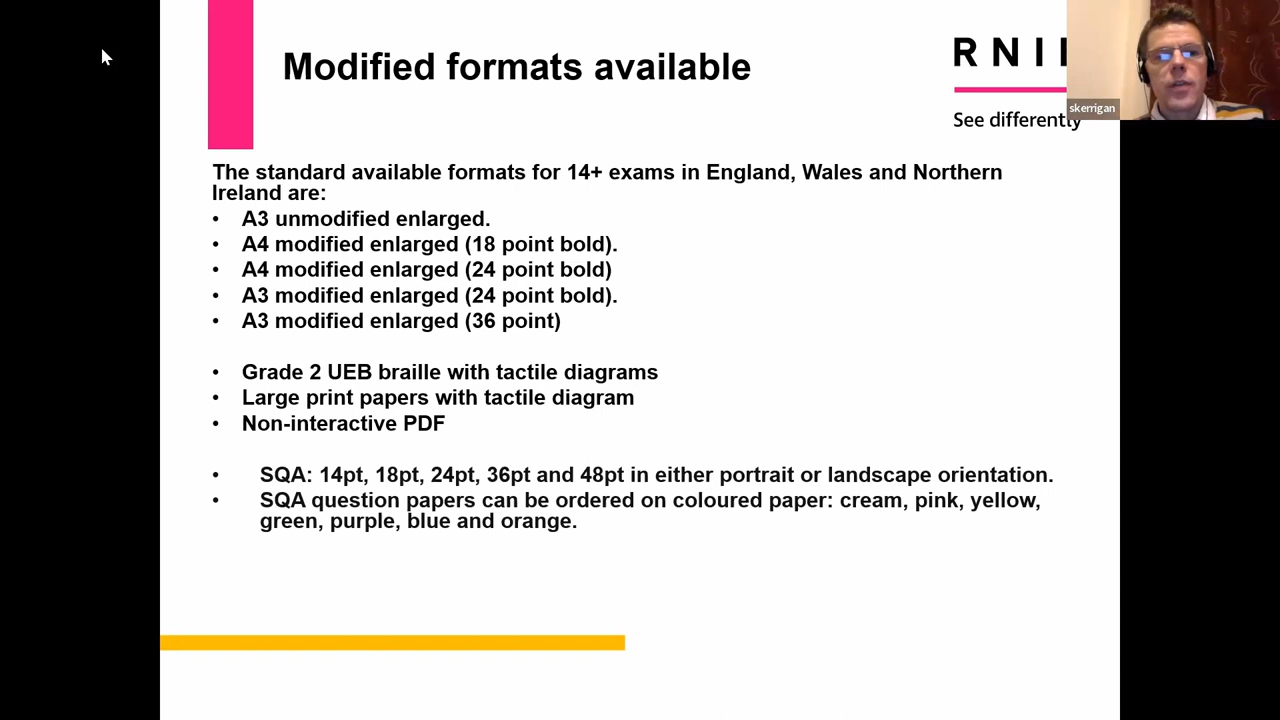 Modified formats available
RNI
See differently
skerrigan
The standard available formats for 14+ exams in England, Wales and Northern
Ireland are:
• A3 unmodified enlarged.
• A4 modified enlarged (18 point bold).
• A4 modified enlarged (24 point bold)
• A3 modified enlarged (24 point bold).
• A3 modified enlarged (36 point)
• Grade 2 UEB braille with tactile diagrams
• Large print papers with tactile diagram
• Non-interactive PDF
• SQA: 14pt, 18pt, 24pt, 36pt and 48pt in either portrait or landscape orientation.
• SQA question papers can be ordered on coloured paper: cream, pink, yellow,
green, purple, blue and orange.